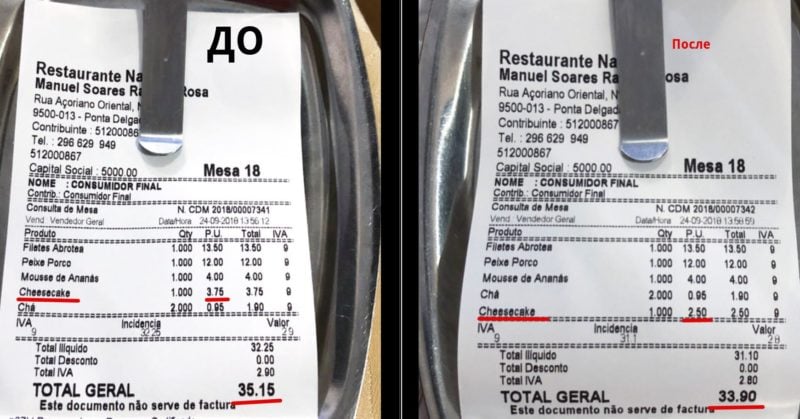 ДО
Restaurante Na
Manuel Soares Ra osa
Rua Açoriano Oriental, N
9500-013 - Ponta Delgad
Contribuinte : 512000867
Tel. : 296 629 949
512000867
Capital Social : 5000.00
Mesa 18
NOME : CONSUMIDOR FINAL
Contrib.: Consumidor Final
Consulta de Mesa N. CDM 2018/00007341
Vend.: Vendedor Geral Data/Hora 24-09-2018 13:56:12
Produto Qty P.U. Total IVA
Filetes Abrotea 1.000 13.50 13.50 9
Peixe Porco 1.000 12.00 12.00 9
Mousse de Ananás 1.000 4.00 4.00 9
Cheesecake 1.000 3.75 3.75 9
Chá 2.000 0.95 1.90 9
IVA Incidencia Valor
9 32.25 2.9
Total Iliquido 32.25
Total Desconto 0.00
Total IVA 2.90
TOTAL GERAL 35.15
Este documento não serve de factura
После
Restaurante Na
Manuel Soares Ra osa
Rua Açoriano Oriental, N
9500-013 - Ponta Delgad
Contribuinte : 512000867
Tel. : 296 629 949
512000867
Capital Social : 5000.00
Mesa 18
NOME : CONSUMIDOR FINAL
Contrib.: Consumidor Final
Consulta de Mesa N. CDM 2018/00007342
Vend.: Vendedor Geral Data/Hora 24-09-2018 13:58:59
Produto Qty P.U. Total IVA
Filetes Abrotea 1.000 13.50 13.50 9
Peixe Porco 1.000 12.00 12.00 9
Mousse de Ananás 1.000 4.00 4.00 9
Chá 2.000 0.95 1.90 9
Cheesecake 1.000 2.50 2.50 9
IVA Incidencia Valor
9 31.1 2.8
Total Iliquido 31.10
Total Desconto 0.00
Total IVA 2.80
TOTAL GERAL 33.90
Este documento não serve de factura